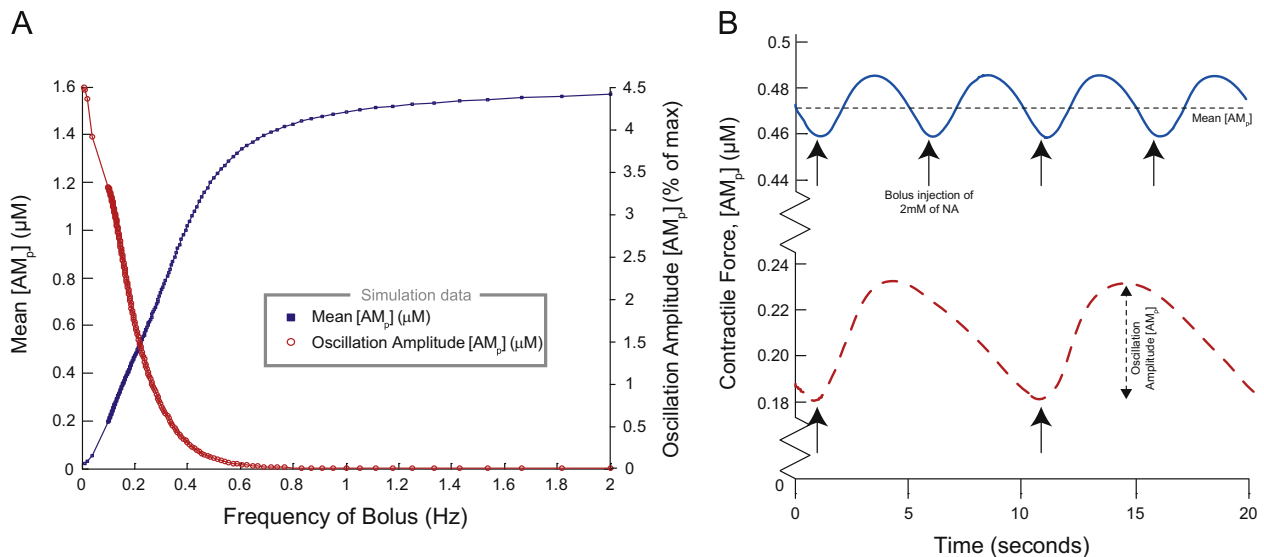 A
Mean [AMp] (μM)
1.6
1.4
1.2
1
0.8
0.6
0.4
0.2
0
4.5
4
3.5
3
2.5
2
1.5
1
0.5
0
Oscillation Amplitude [AMp] (% of max)
Simulation data
Mean [AMp] (μM)
Oscillation Amplitude [AMp] (μM)
0 0.2 0.4 0.6 0.8 1 1.2 1.4 1.6 1.8 2
Frequency of Bolus (Hz)
B
Contractile Force, [AMp] (μM)
0.5
0.48
0.46
0.44
0.24
0.22
0.20
0.18
0
Mean [AMp]
Bolus injection of
2mM of NA
Oscillation
Amplitude [AMp]
0 5 10 15 20
Time (seconds)